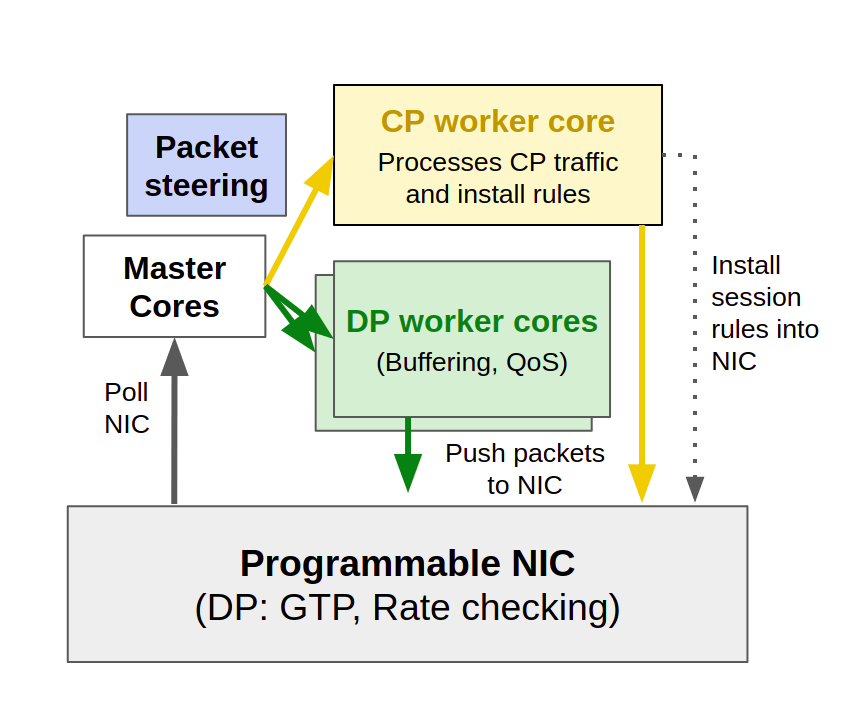 CP worker core
Processes CP traffic
and install rules
Packet
steering
Master
Cores
DP worker cores
(Buffering, QoS)
Install
session
rules into
NIC
Poll
NIC
Push packets
to NIC
Programmable NIC
(DP: GTP, Rate checking)